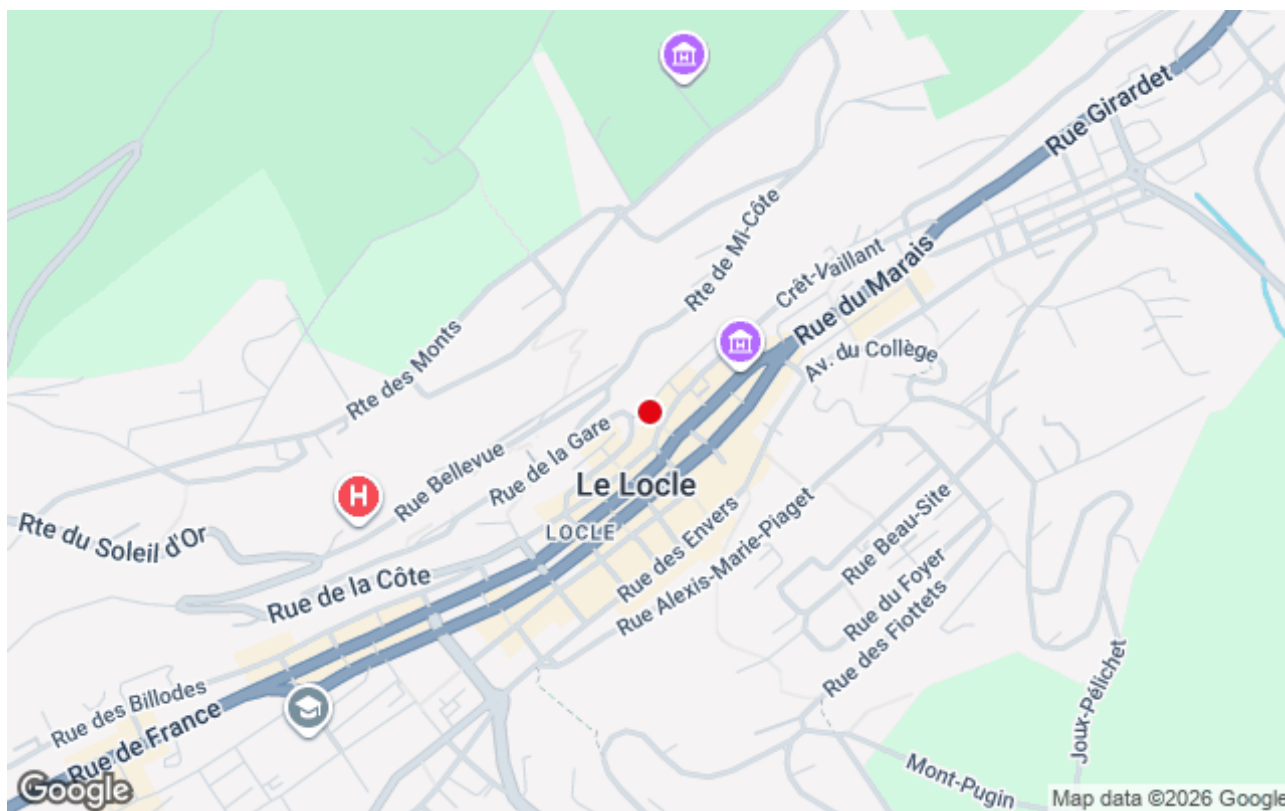 Rue Girardet
Rte de Mi-Côte
Crêt-Vaillant
Rue du Marais
Av. du Collège
Rte des Monts
Rue de la Gare
Rue Bellevue
H
Le Locle
LOCLE
Rte du Soleil d'Or
Rue de la Côte
Rue des Envers
Rue Alexis-Marie-Piaget
Rue Beau-Site
Rue du Foyer
Rue des Fiottets
Rue des Billodes
Rue de France
Joux-Pélichet
Mont-Pugin
Google
Map data ©2026 Google